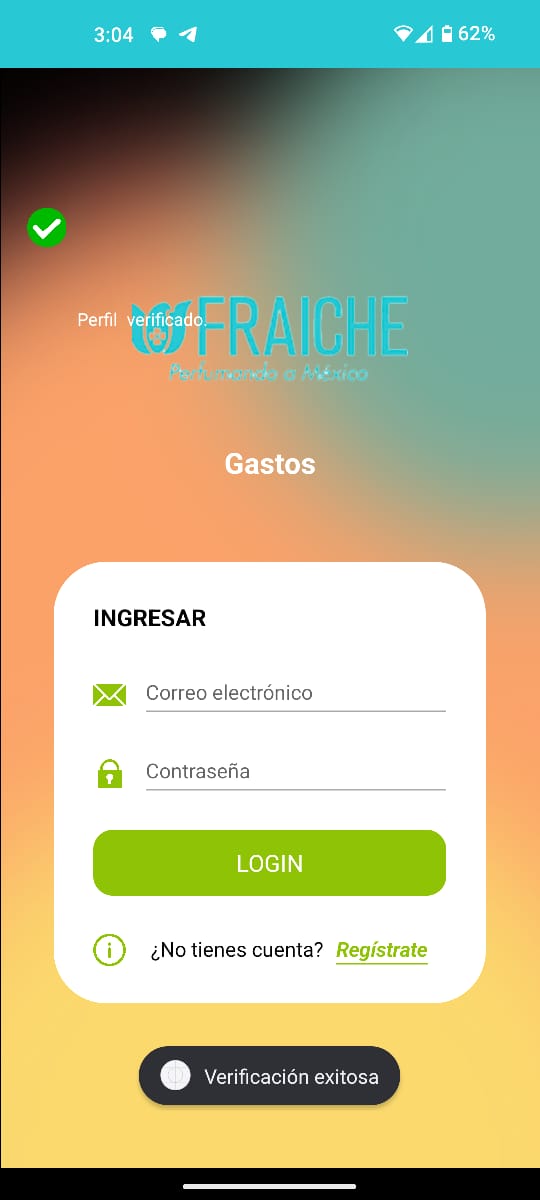 3:04
62%
Perfil verificado.
FRAICHE
Perfumando a México
Gastos
INGRESAR
Correo electrónico
Contraseña
LOGIN
¿No tienes cuenta? Regístrate
Verificación exitosa